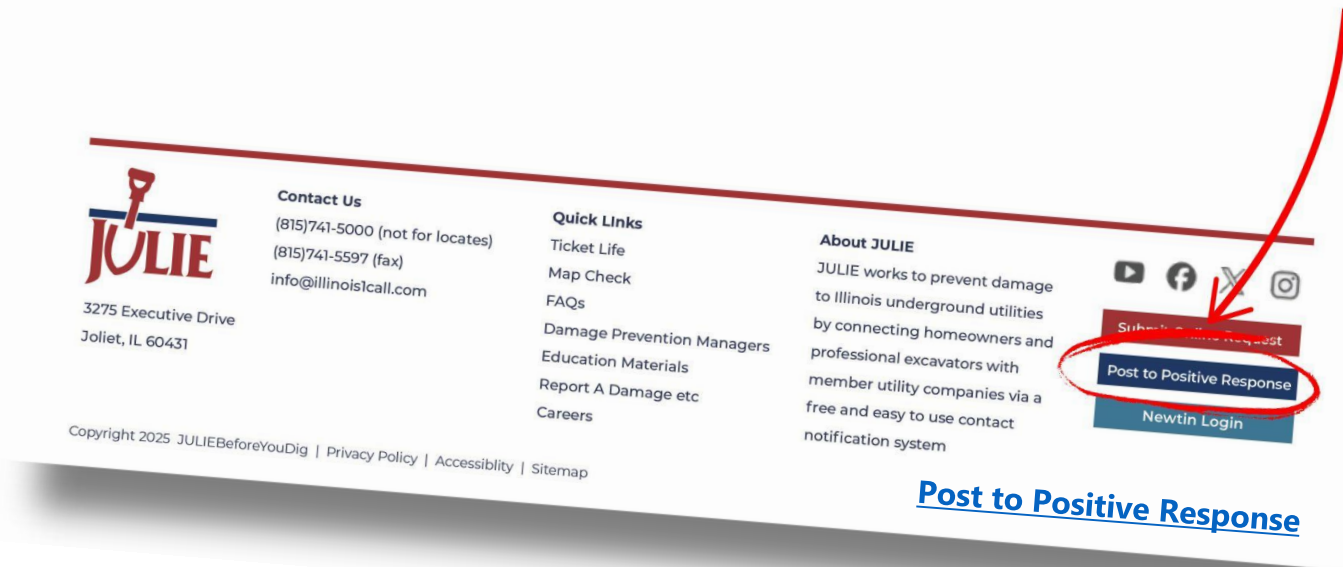 JULIE
3275 Executive Drive
Joliet, IL 60431
Contact Us
(815)741-5000 (not for locates)
(815)741-5597 (fax)
info@illinois1call.com
Quick LInks
Ticket Life
Map Check
FAQs
Damage Prevention Managers
Education Materials
Report A Damage etc
Careers
About JULIE
JULIE works to prevent damage
to Illinois underground utilities
by connecting homeowners and
professional excavators with
member utility companies via a
free and easy to use contact
notification system
Submit Online Request
Post to Positive Response
Newtin Login
Copyright 2025 JULIEBeforeYouDig | Privacy Policy | Accessiblity | Sitemap
Post to Positive Response